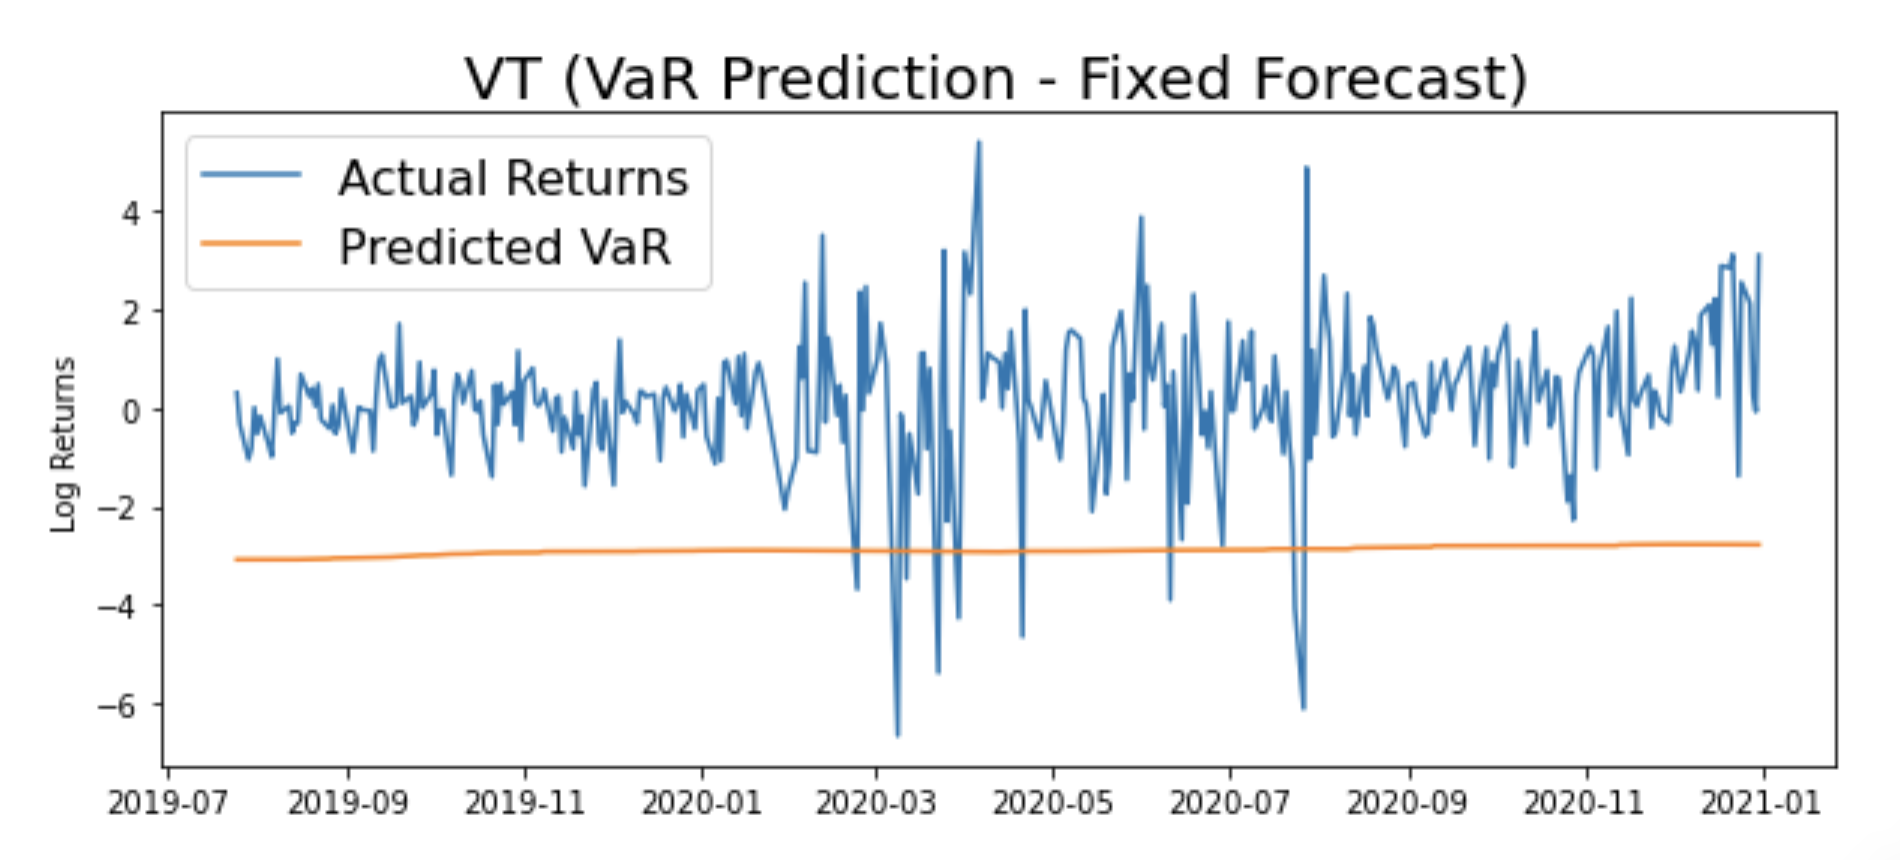 VT (VaR Prediction - Fixed Forecast)
Actual Returns
Predicted VaR
Log Returns
4
2
0
−2
−4
−6
2019-07 2019-09 2019-11 2020-01 2020-03 2020-05 2020-07 2020-09 2020-11 2021-01